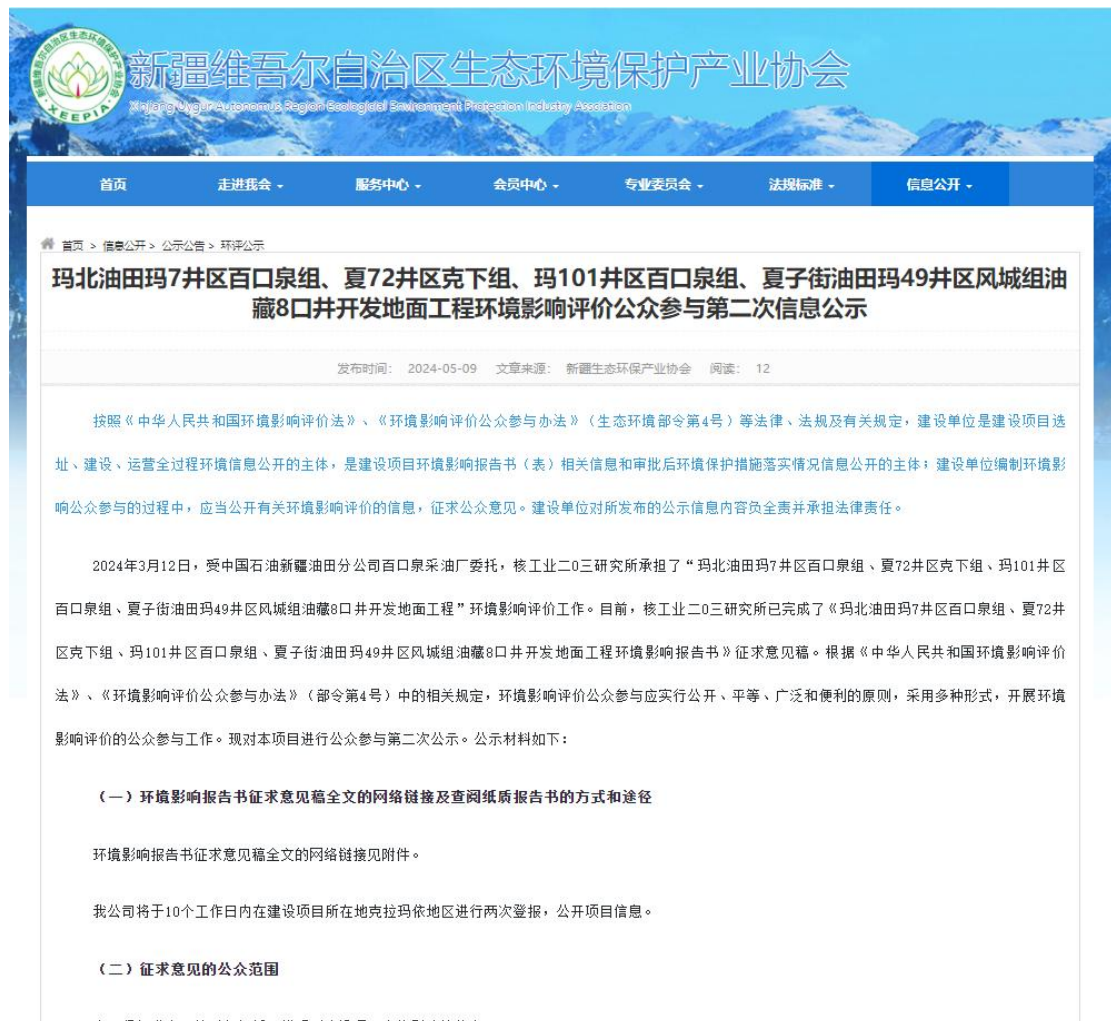 新疆维吾尔自治区生态环境保护产业协会
Xinjiang Uygur Autonomus Region Ecological Environment Protection Industry Association
XEEPIA
首页 走进我会 服务中心 会员中心 专业委员会 法规标准 信息公开
首页 > 信息公开 > 公示公告 > 环评公示
玛北油田玛7井区百口泉组、夏72井区克下组、玛101井区百口泉组、夏子街油田玛49井区风城组油
藏8口井开发地面工程环境影响评价公众参与第二次信息公示
发布时间: 2024-05-09 文章来源: 新疆生态环保产业协会 阅读: 12
按照《中华人民共和国环境影响评价法》、《环境影响评价公众参与办法》（生态环境部令第4号）等法律、法规及有关规定，建设单位是建设项目选
址、建设、运营全过程环境信息公开的主体，是建设项目环境影响报告书（表）相关信息和审批后环境保护措施落实情况信息公开的主体；建设单位编制环境影
响公众参与的过程中，应当公开有关环境影响评价的信息，征求公众意见。建设单位对所发布的公示信息内容负全责并承担法律责任。
2024年3月12日，受中国石油新疆油田分公司百口泉采油厂委托，核工业二0三研究所承担了“玛北油田玛7井区百口泉组、夏72井区克下组、玛101井区
百口泉组、夏子街油田玛49井区风城组油藏8口井开发地面工程”环境影响评价工作。目前，核工业二0三研究所已完成了《玛北油田玛7井区百口泉组、夏72井
区克下组、玛101井区百口泉组、夏子街油田玛49井区风城组油藏8口井开发地面工程环境影响报告书》征求意见稿。根据《中华人民共和国环境影响评价
法》、《环境影响评价公众参与办法》（部令第4号）中的相关规定，环境影响评价公众参与应实行公开、平等、广泛和便利的原则，采用多种形式，开展环境
影响评价的公众参与工作。现对本项目进行公众参与第二次公示。公示材料如下：
（一）环境影响报告书征求意见稿全文的网络链接及查阅纸质报告书的方式和途径
环境影响报告书征求意见稿全文的网络链接见附件。
我公司将于10个工作日内在建设项目所在地克拉玛依地区进行两次登报，公开项目信息。
（二）征求意见的公众范围